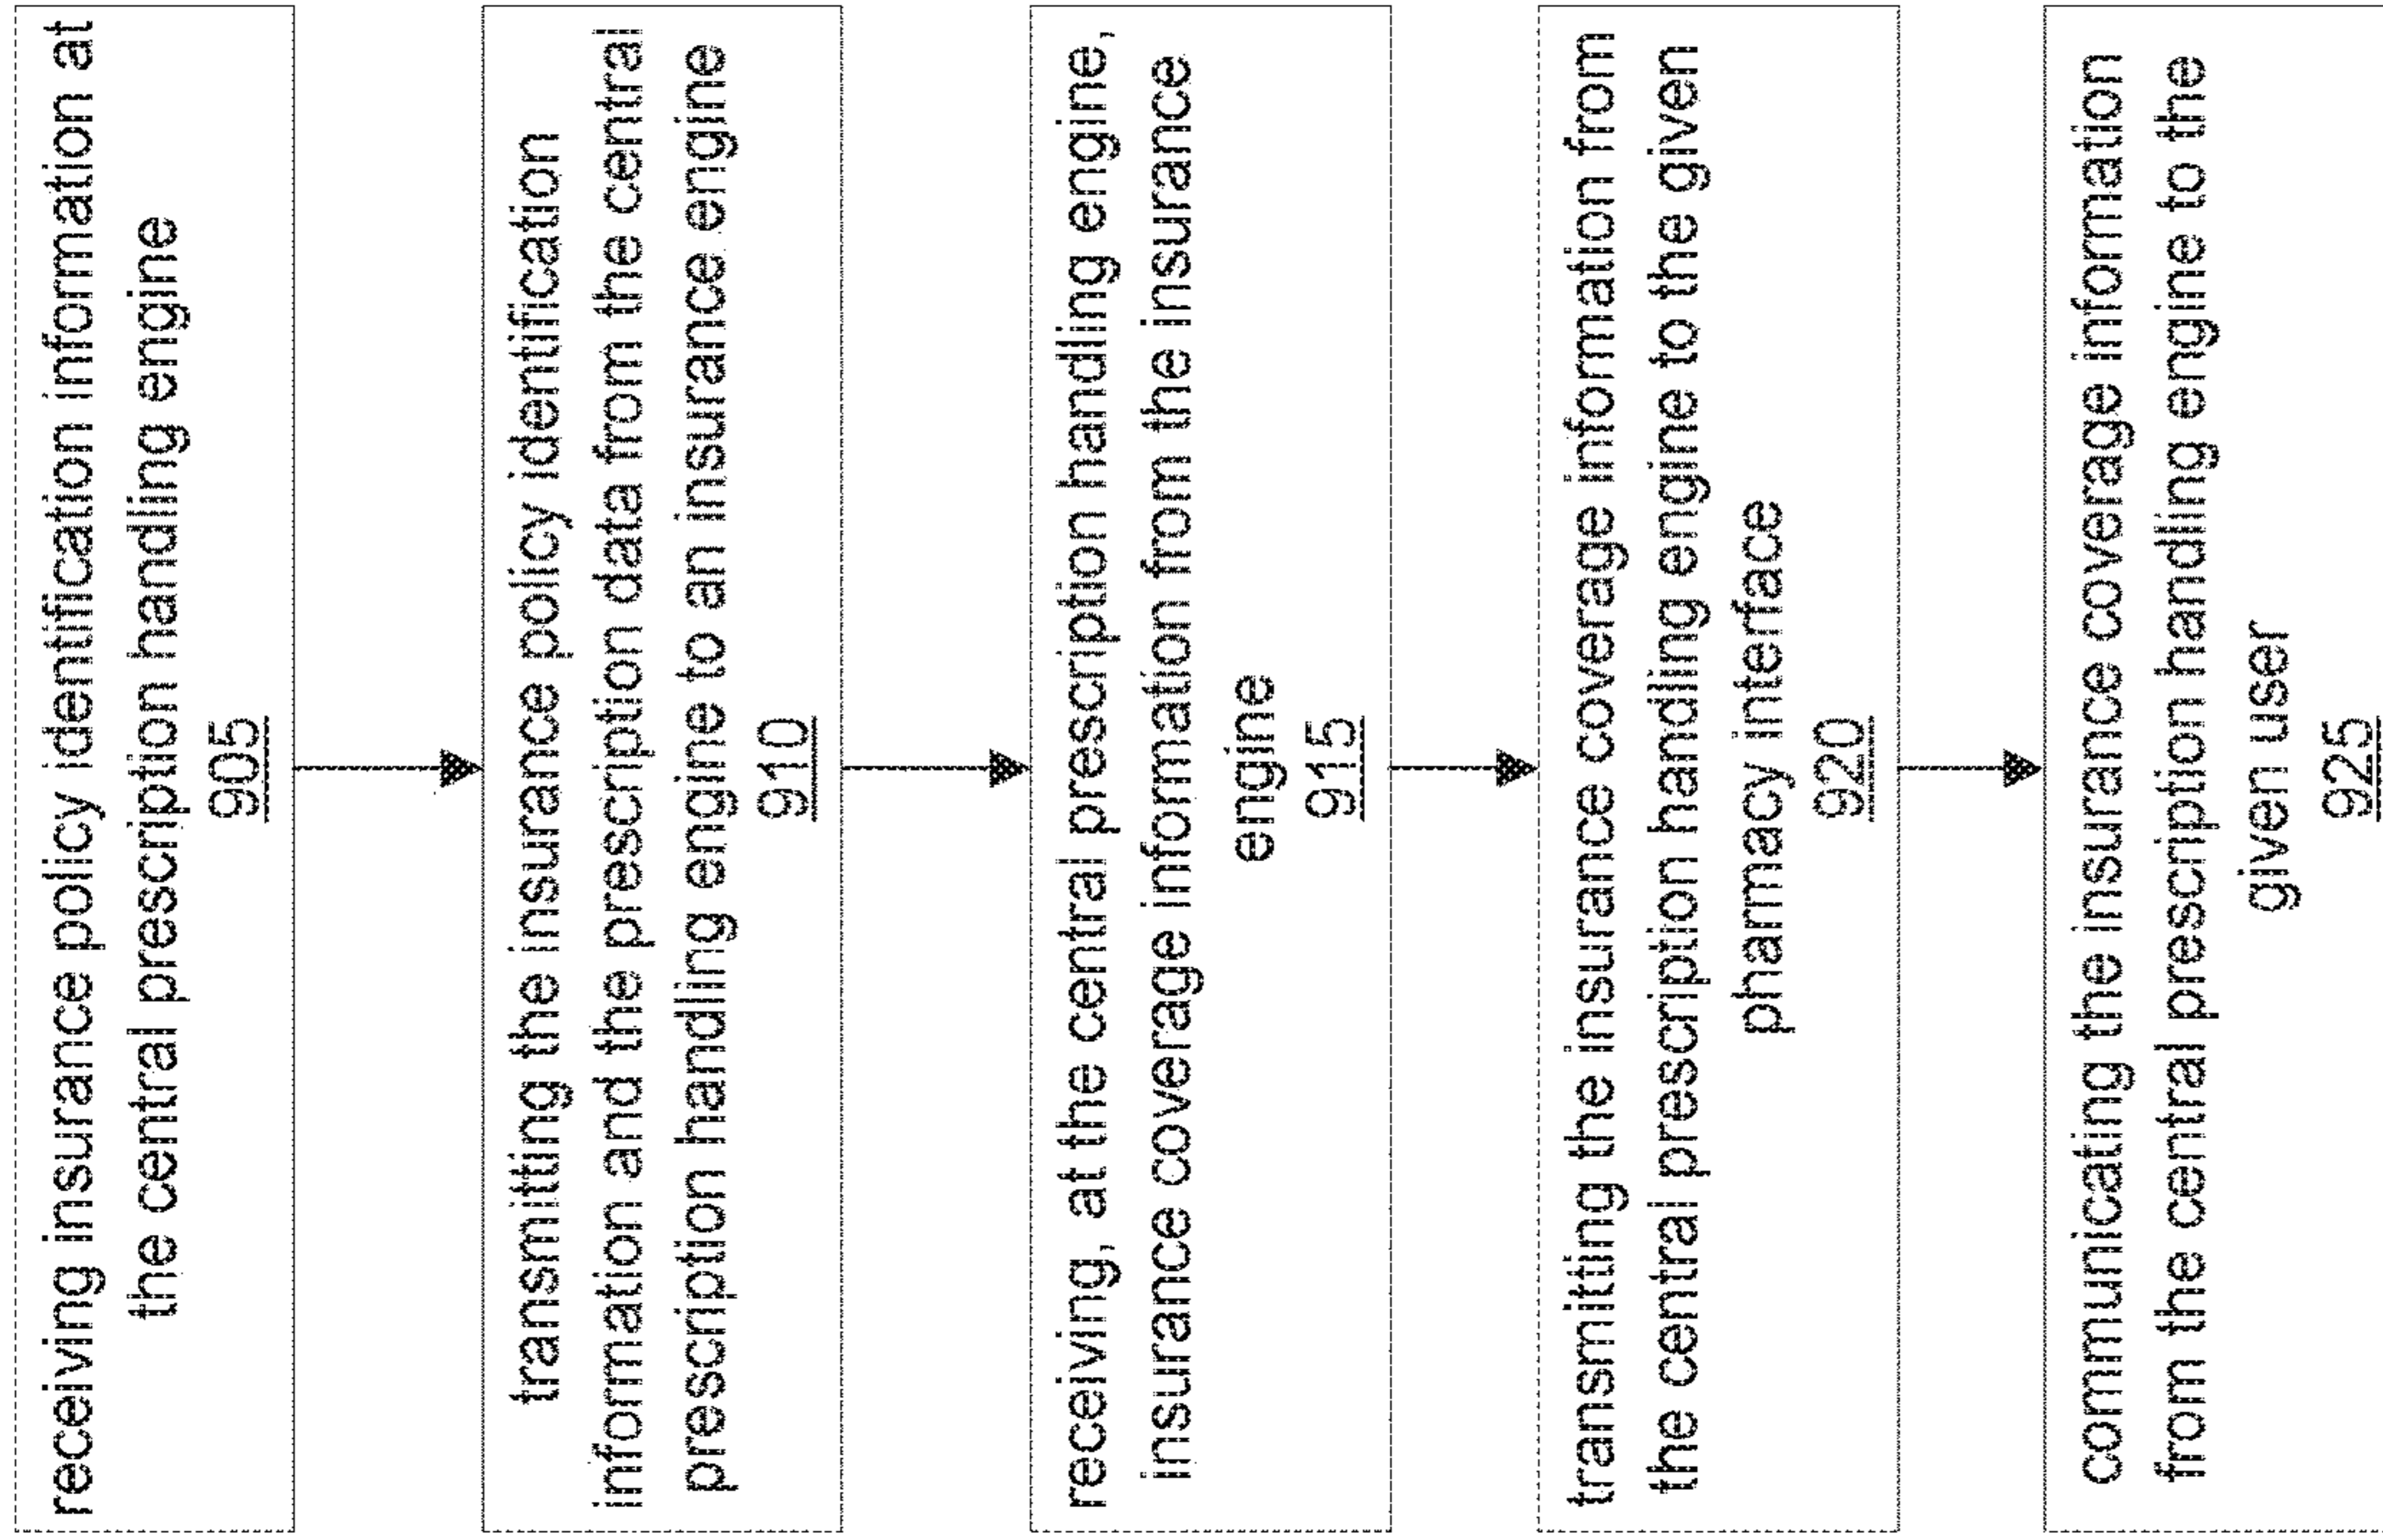 receiving insurance policy identification information at
the central prescription handling engine
905
transmitting the insurance policy identification
information and the prescription data from the central
prescription handling engine to an insurance engine
910
receiving, at the central prescription handling engine,
insurance coverage information from the insurance
engine
915
transmitting the insurance coverage information from
the central prescription handling engine to the given
pharmacy interface
920
communicating the insurance coverage information
from the central prescription handling engine to the
given user
925